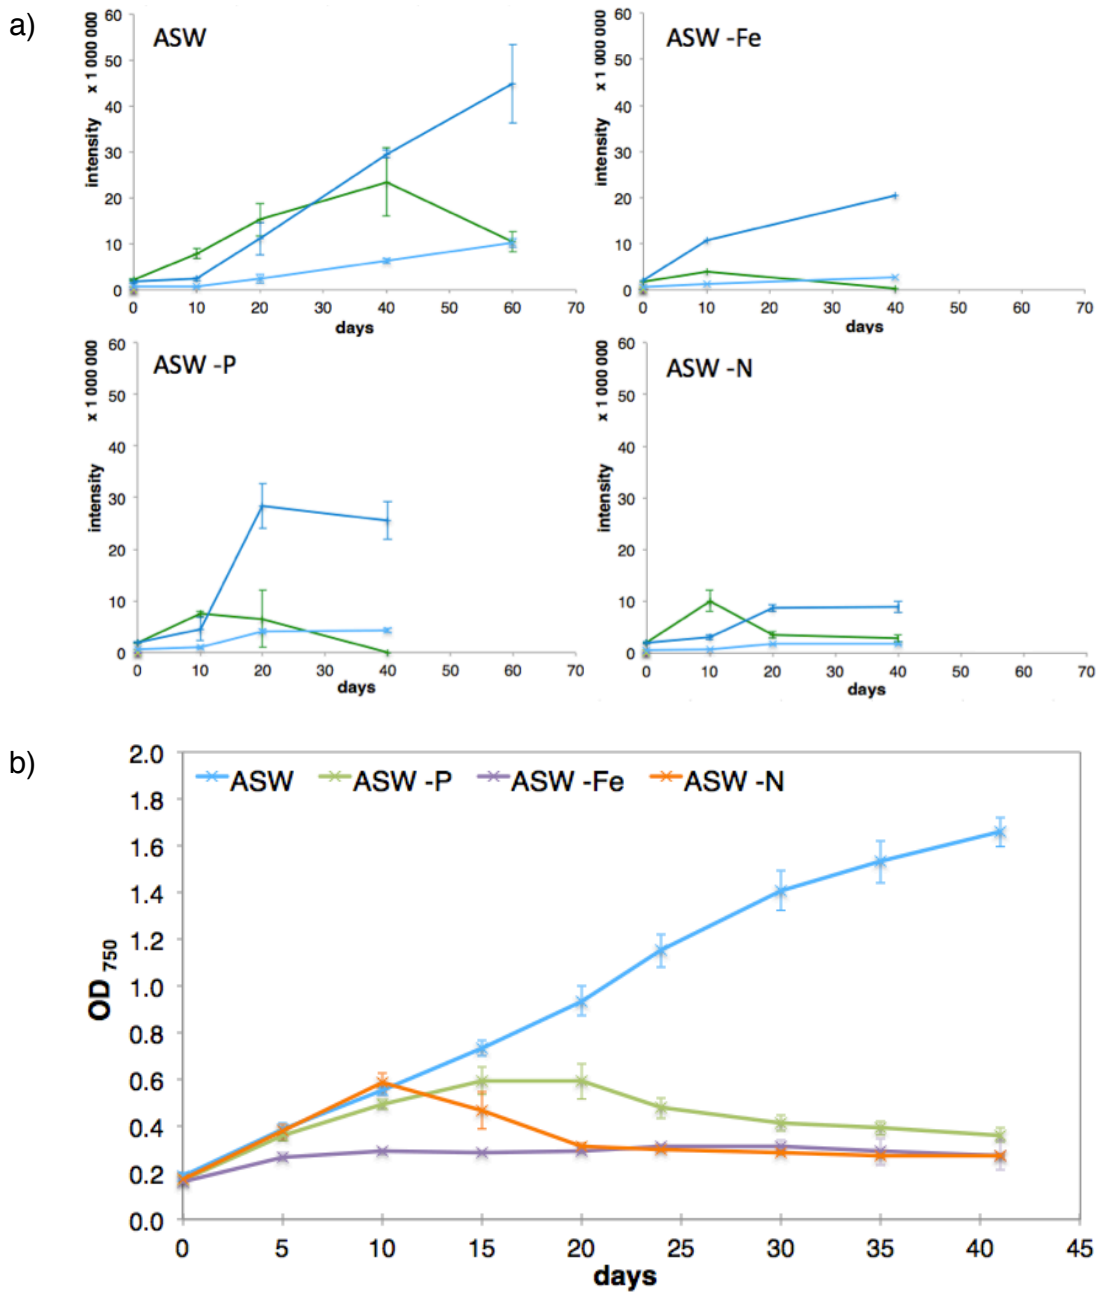 a)
ASW
x 1 000 000
intensity
60
50
40
30
20
10
0
0 10 20 30 40 50 60 70
days
ASW -Fe
x 1 000 000
intensity
60
50
40
30
20
10
0
0 10 20 30 40 50 60 70
days
ASW -P
x 1 000 000
intensity
60
50
40
30
20
10
0
0 10 20 30 40 50 60 70
days
ASW -N
x 1 000 000
intensity
60
50
40
30
20
10
0
0 10 20 30 40 50 60 70
days
b)
ASW ASW -P ASW -Fe ASW -N
OD 750
2.0
1.8
1.6
1.4
1.2
1.0
0.8
0.6
0.4
0.2
0.0
0 5 10 15 20 25 30 35 40 45
days